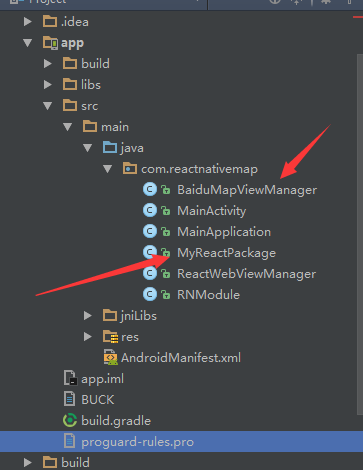 .idea
app
build
libs
src
main
java
com.reactnativemap
BaiduMapViewManager
MainActivity
MainApplication
MyReactPackage
ReactWebViewManager
RNModule
jniLibs
res
AndroidManifest.xml
app.iml
BUCK
build.gradle
proguard-rules.pro
build